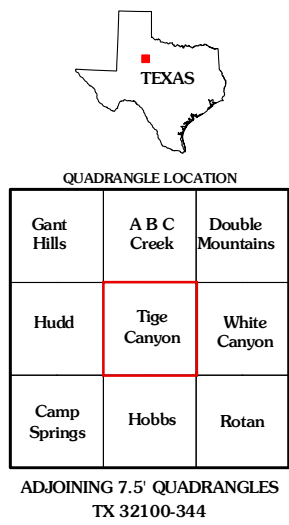 TEXAS
QUADRANGLE LOCATION
Gant
Hills
A B C
Creek
Double
Mountains
Hudd
Tige
Canyon
White
Canyon
Camp
Springs
Hobbs
Rotan
ADJOINING 7.5' QUADRANGLES
TX 32100-344